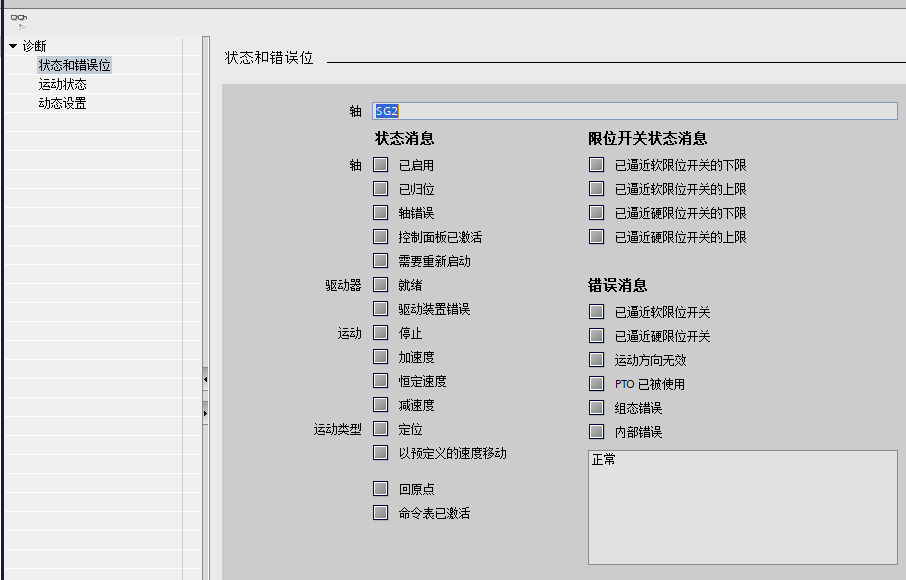 诊断
状态和错误位
运动状态
动态设置
状态和错误位
轴 SG2
状态消息
轴 已启用
已归位
轴错误
控制面板已激活
需要重新启动
驱动器 就绪
驱动装置错误
运动 停止
加速度
恒定速度
减速度
运动类型 定位
以预定义的速度移动
回原点
命令表已激活
限位开关状态消息
已逼近软限位开关的下限
已逼近软限位开关的上限
已逼近硬限位开关的下限
已逼近硬限位开关的上限
错误消息
已逼近软限位开关
已逼近硬限位开关
运动方向无效
PTO 已被使用
组态错误
内部错误
正常